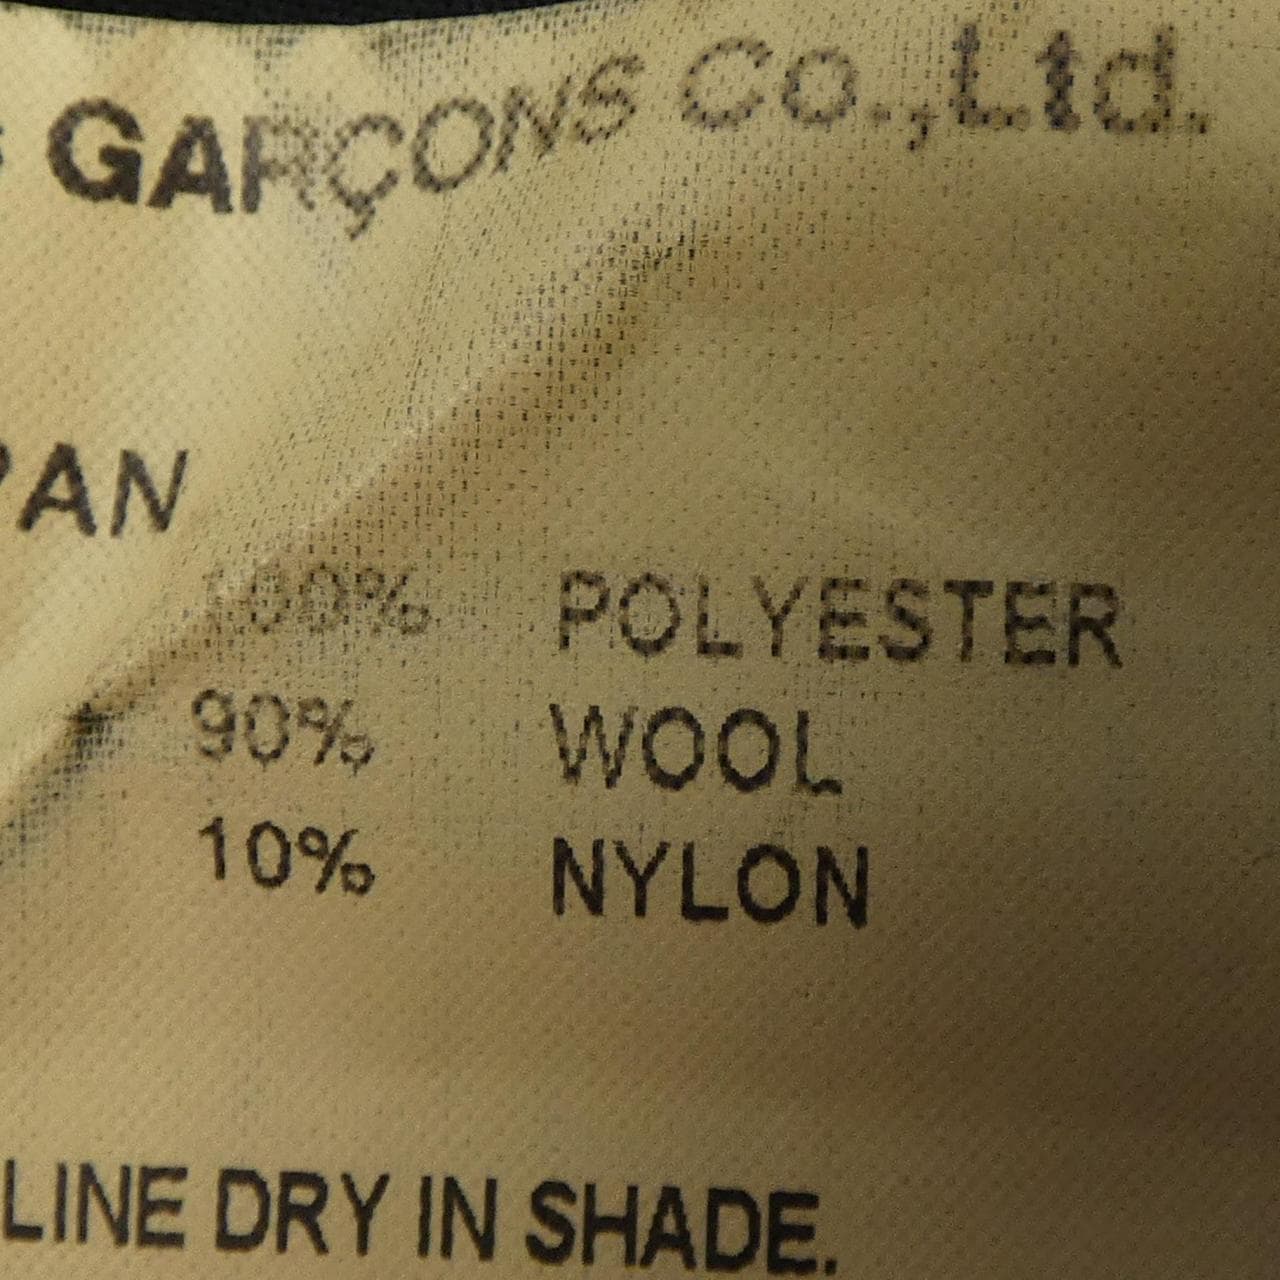 GARÇONS Co.,Ltd.
PAN
100% POLYESTER
90% WOOL
10% NYLON
LINE DRY IN SHADE.